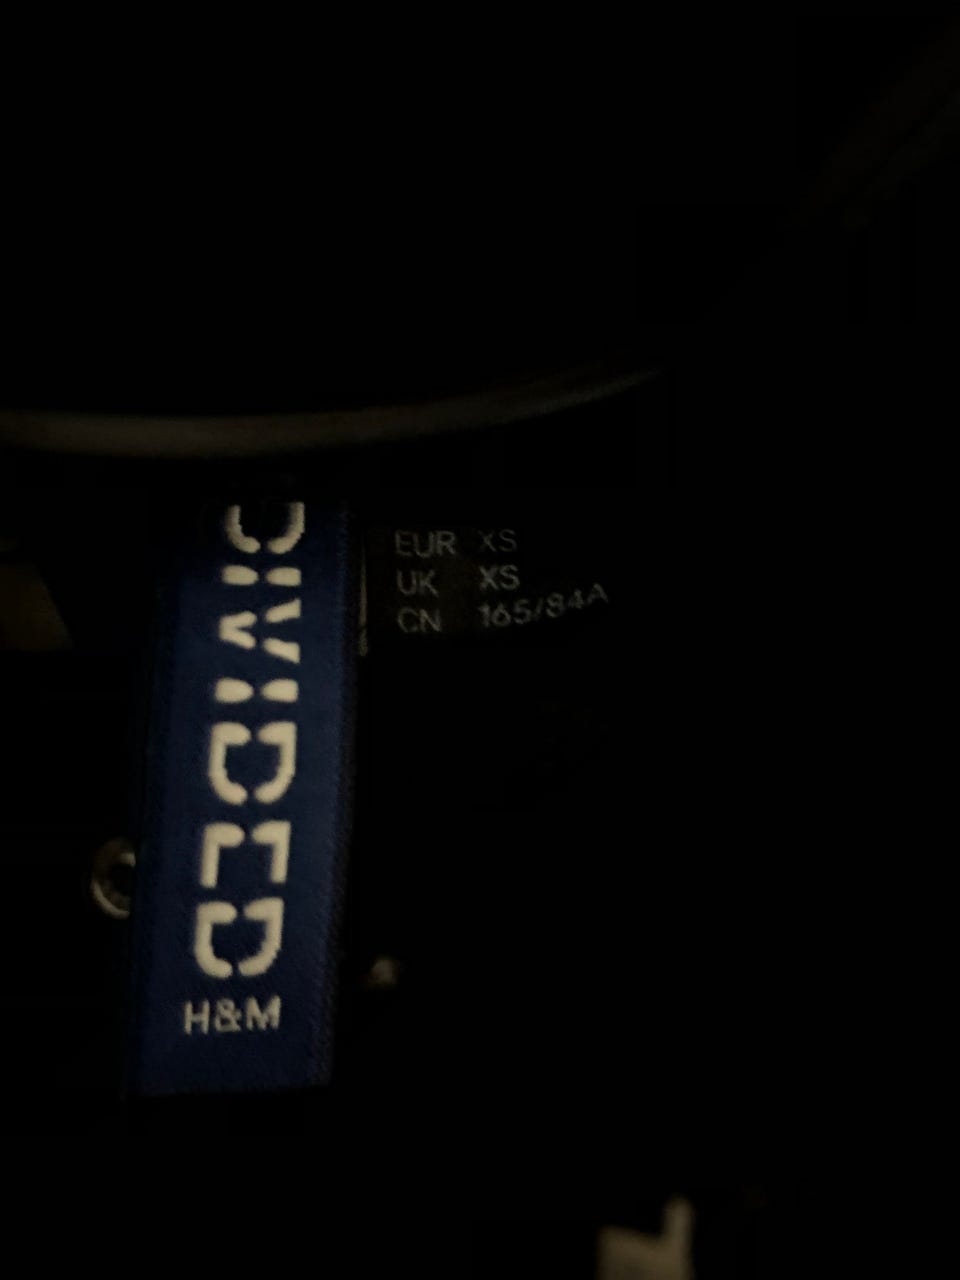 DIVIDED
H&M
EUR XS
UK XS
CN 165/84A